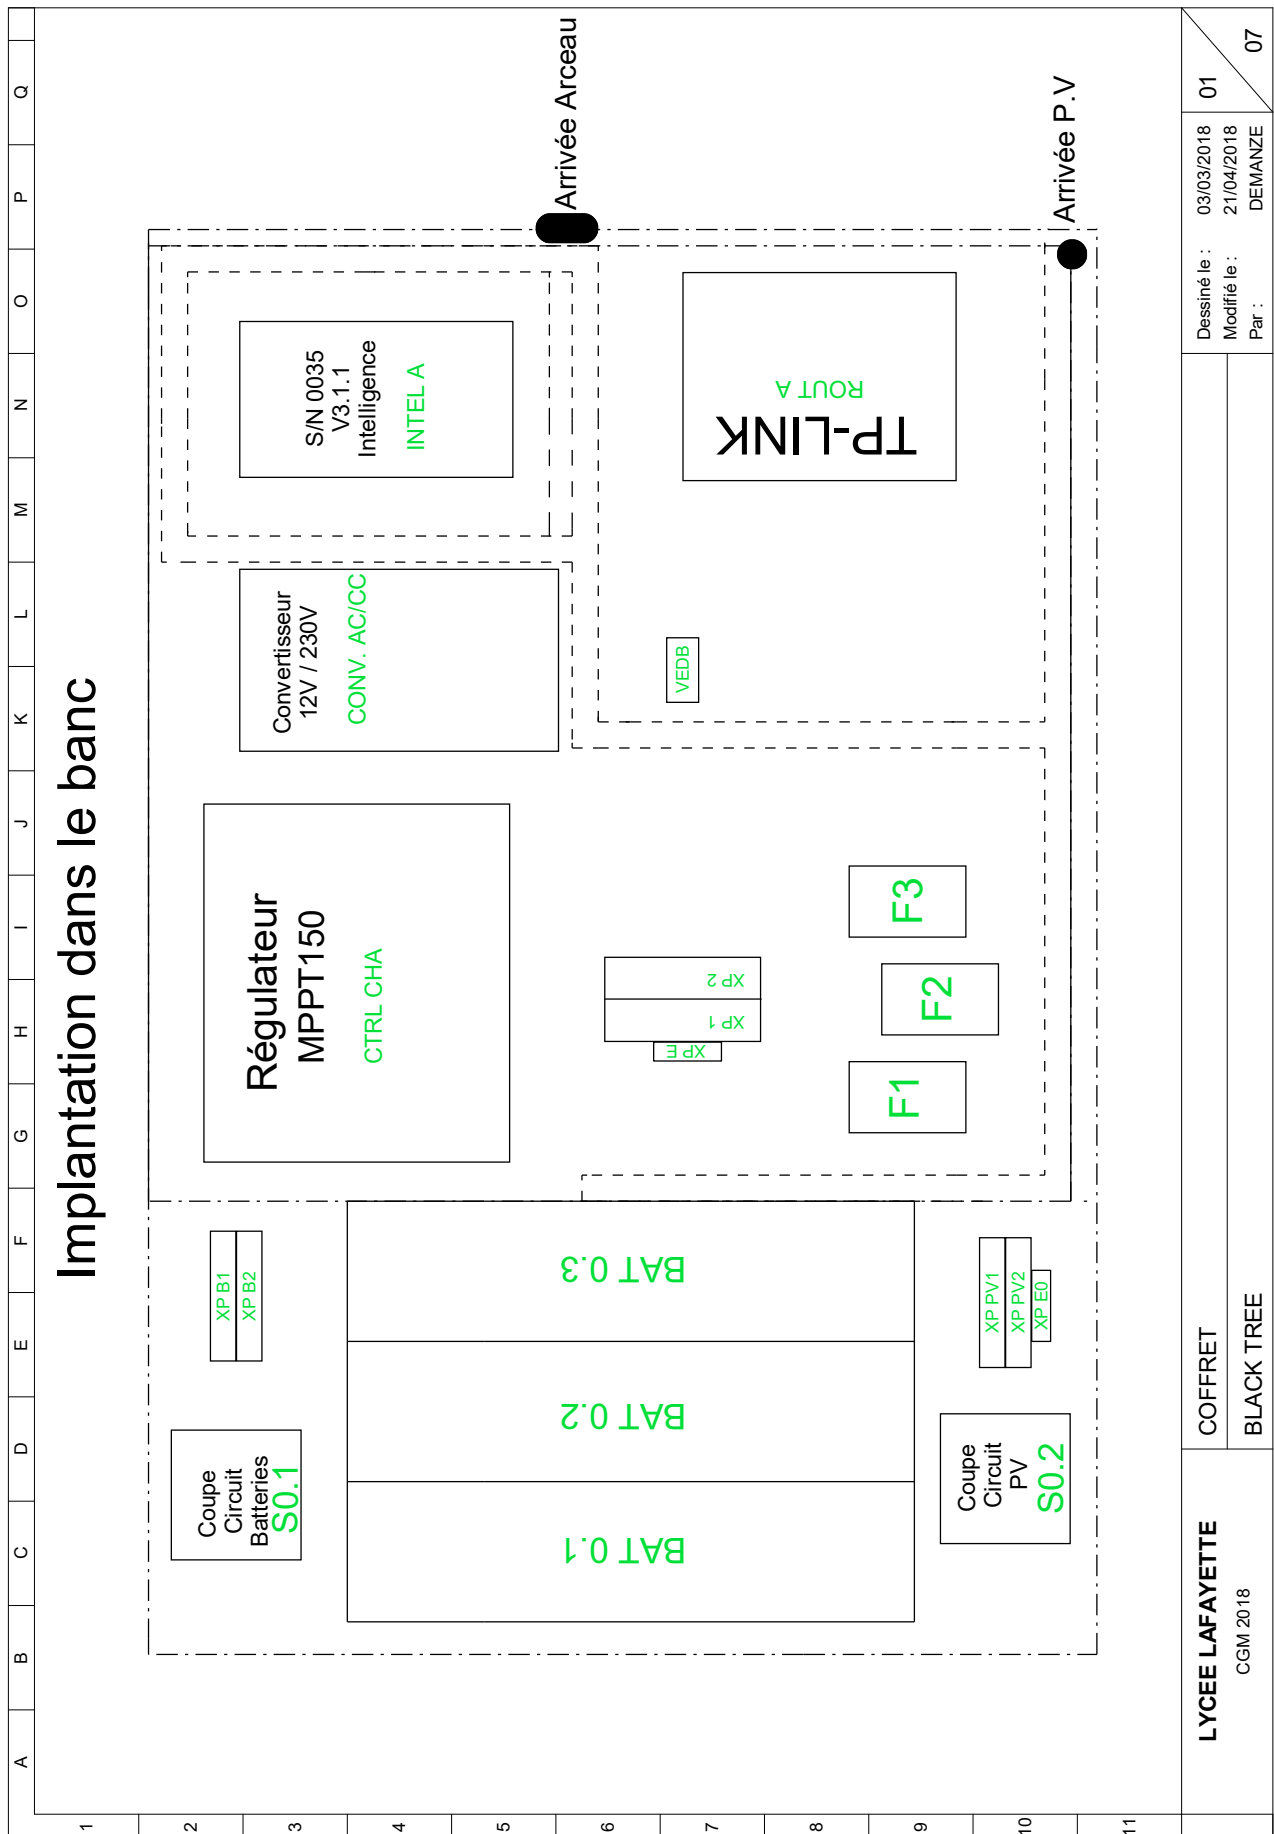 A
B
C
D
E
F
G
H
I
J
K
L
M
N
O
P
Q
1
2
3
4
5
6
7
8
9
10
11
Implantation dans le banc
Coupe
Circuit
Batteries
S0.1
XP B1
XP B2
Régulateur
MPPT150
CTRL CHA
Convertisseur
12V / 230V
CONV. AC/CC
S/N 0035
V3.1.1
Intelligence
INTEL A
Arrivée Arceau
BAT 0.1
BAT 0.2
BAT 0.3
XP E
XP 1
XP 2
VEDB
TP-LINK
ROUT A
F1
F2
F3
Coupe
Circuit
PV
S0.2
XP PV1
XP PV2
XP E0
Arrivée P.V
LYCEE LAFAYETTE
CGM 2018
COFFRET
BLACK TREE
Dessiné le : 03/03/2018
Modifié le : 21/04/2018
Par : DEMANZE
01
07